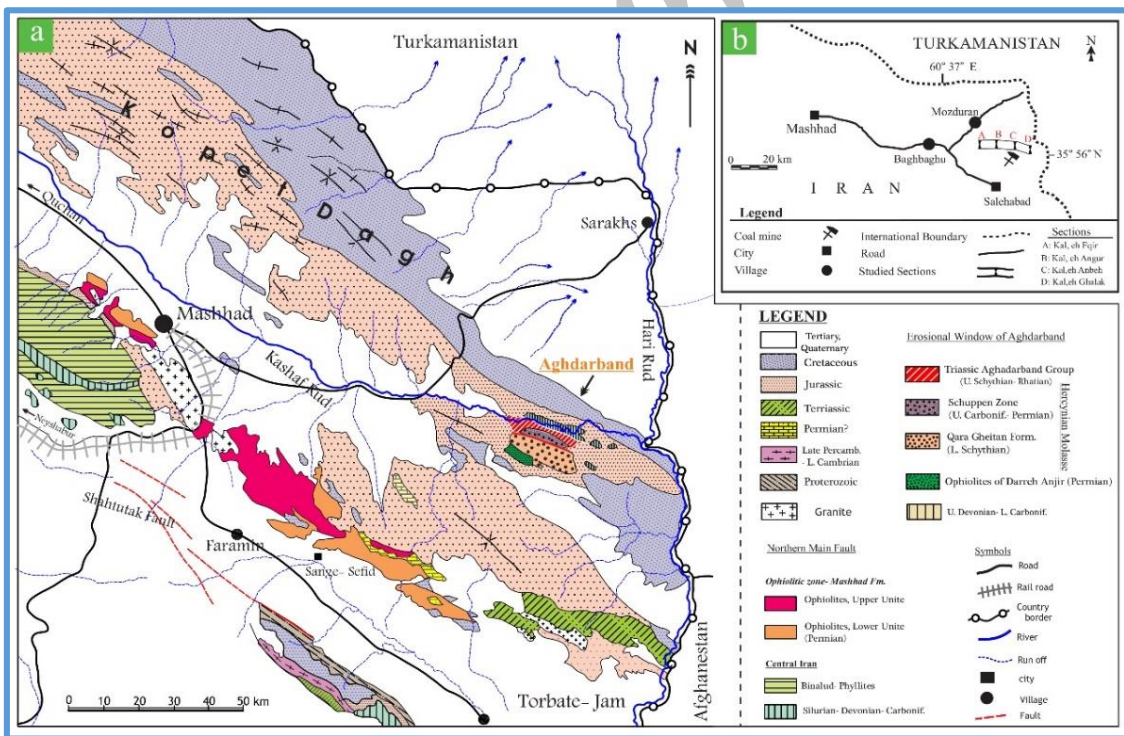 a
Turkamanistan
N
Kopet Dagh
Quchan
Sarakhs
Mashhad
Kashaf Rud
Hari Rud
Aghdarband
Neyshabur
Shahtutak Fault
Faramin
Sange- Sefid
Torbate- Jam
Afghanestan
0 10 20 30 40 50 km
b
TURKAMANISTAN
N
60° 37' E
Mozduran
Mashhad
A B C D
Baghbaghu
35° 56" N
0 20 km
I R A N
Salehabad
Legend
Coal mine
City
Village
International Boundary
Road
Studied Sections
Sections
A: Kal, eh Fqir
B: Kal, eh Angur
C: Kal,eh Anbeh
D: Kal,eh Ghalak
LEGEND
Tertiary,
Quaternary
Cretaceous
Jurassic
Terriassic
Permian?
Late Percamb.
- L. Cambrian
Proterozoic
Granite
Northern Main Fault
Ophiolitic zone- Mashhad Fm.
Ophiolites, Upper Unite
Ophiolites, Lower Unite
(Permian)
Central Iran
Binalud- Phyllites
Silurian- Devonian- Carbonif.
Erosional Window of Aghdarband
Triassic Aghadarband Group
(U. Scythian- Rhatian)
Schuppen Zone
(U. Carbonif.- Permian)
Qara Gheitan Form.
(L. Scythian)
Hercynian Molasse
Ophiolites of Darreh Anjir (Permian)
U. Devonian- L. Carbonif.
Symbols
Road
Rail road
Country
border
River
Run off
city
Village
Fault